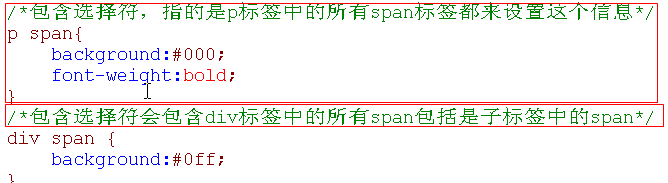 /*包含选择符，指的是p标签中的所有span标签都来设置这个信息*/
p span{
background:#000;
font-weight:bold;
}
/*包含选择符会包含div标签中的所有span包括是子标签中的span*/
div span {
background:#0ff;
}